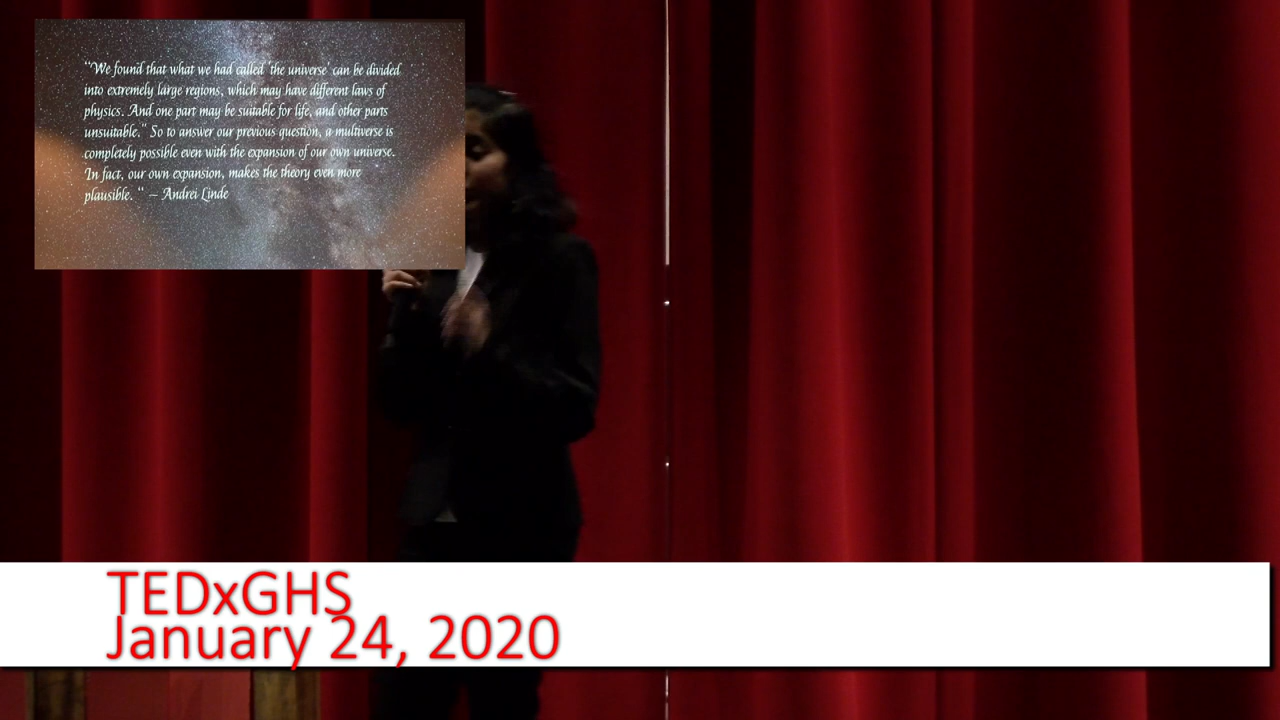 “We found that what we had called ‘the universe’ can be divided
into extremely large regions, which may have different laws of
physics. And one part may be suitable for life, and other parts
unsuitable.“ So to answer our previous question, a multiverse is
completely possible even with the expansion of our own universe.
In fact, our own expansion, makes the theory even more
plausible. “ – Andrei Linde
TEDxGHS
January 24, 2020